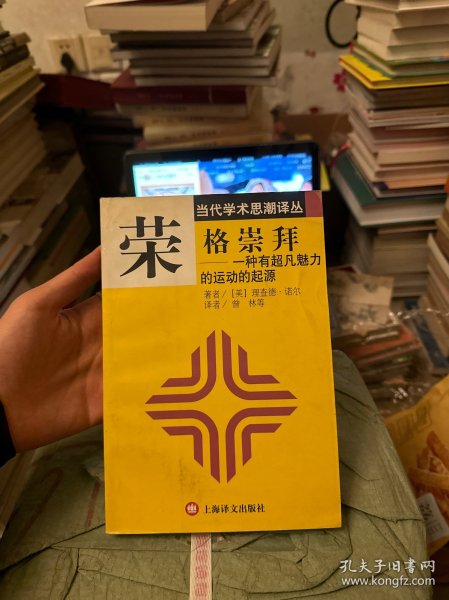 当代学术思潮译丛
荣格崇拜
——一种有超凡魅力
的运动的起源
著者/［美］理查德·诺尔
译者/曾 林等
上海译文出版社
孔夫子旧书网
www.kongfz.com